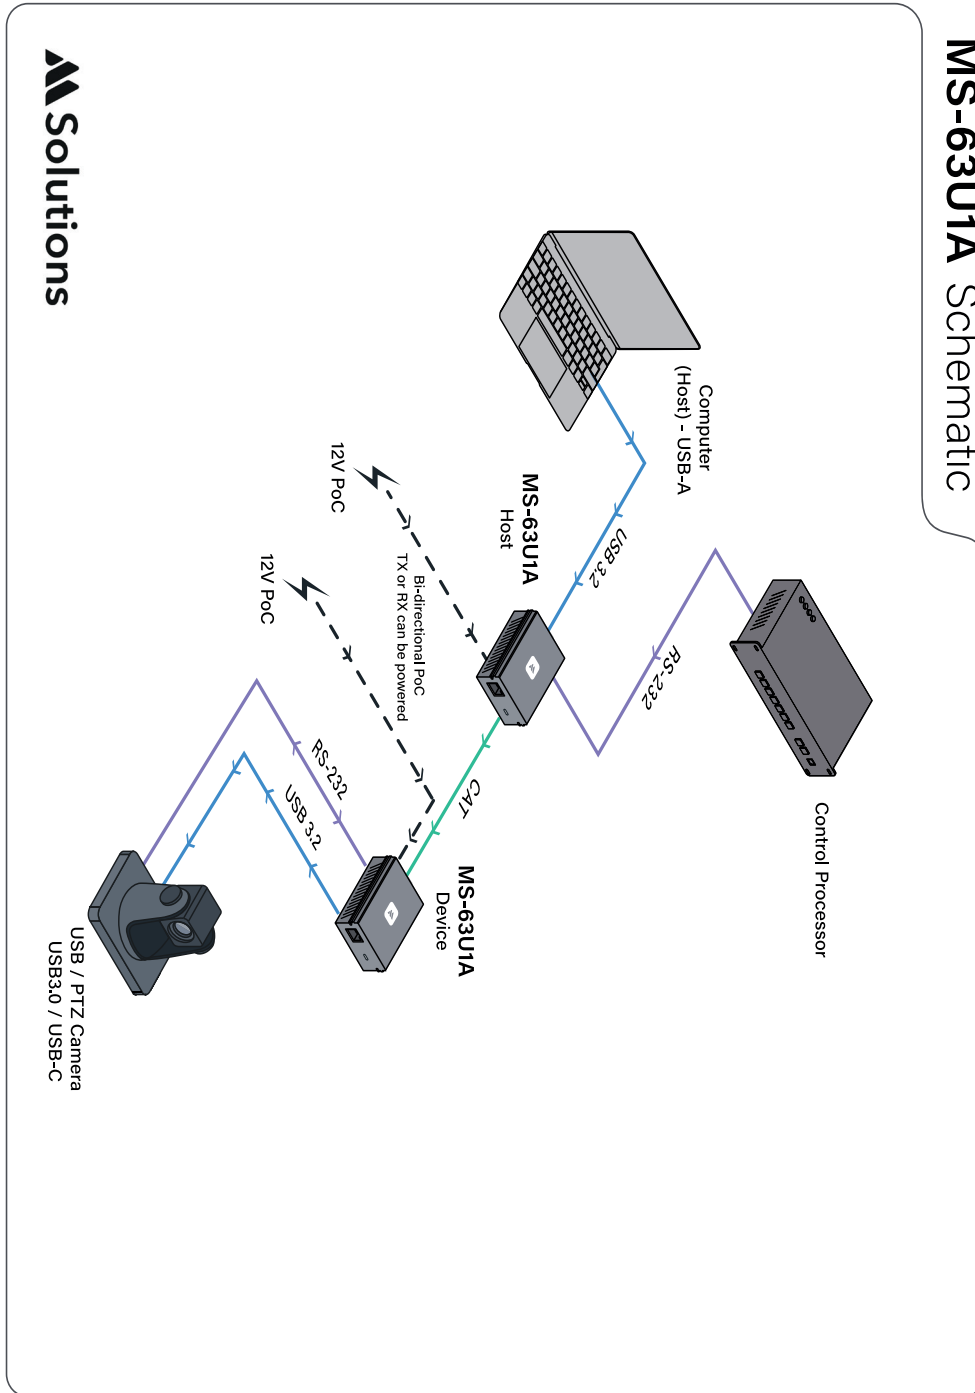 MS-63U1A Schematic
Control Processor
Computer
(Host) - USB-A
RS-232
USB 3.2
MS-63U1A
Host
CAT
MS-63U1A
Device
Bi-directional PoC
TX or RX can be powered
12V PoC
12V PoC
RS-232
USB 3.2
USB / PTZ Camera
USB3.0 / USB-C
Solutions